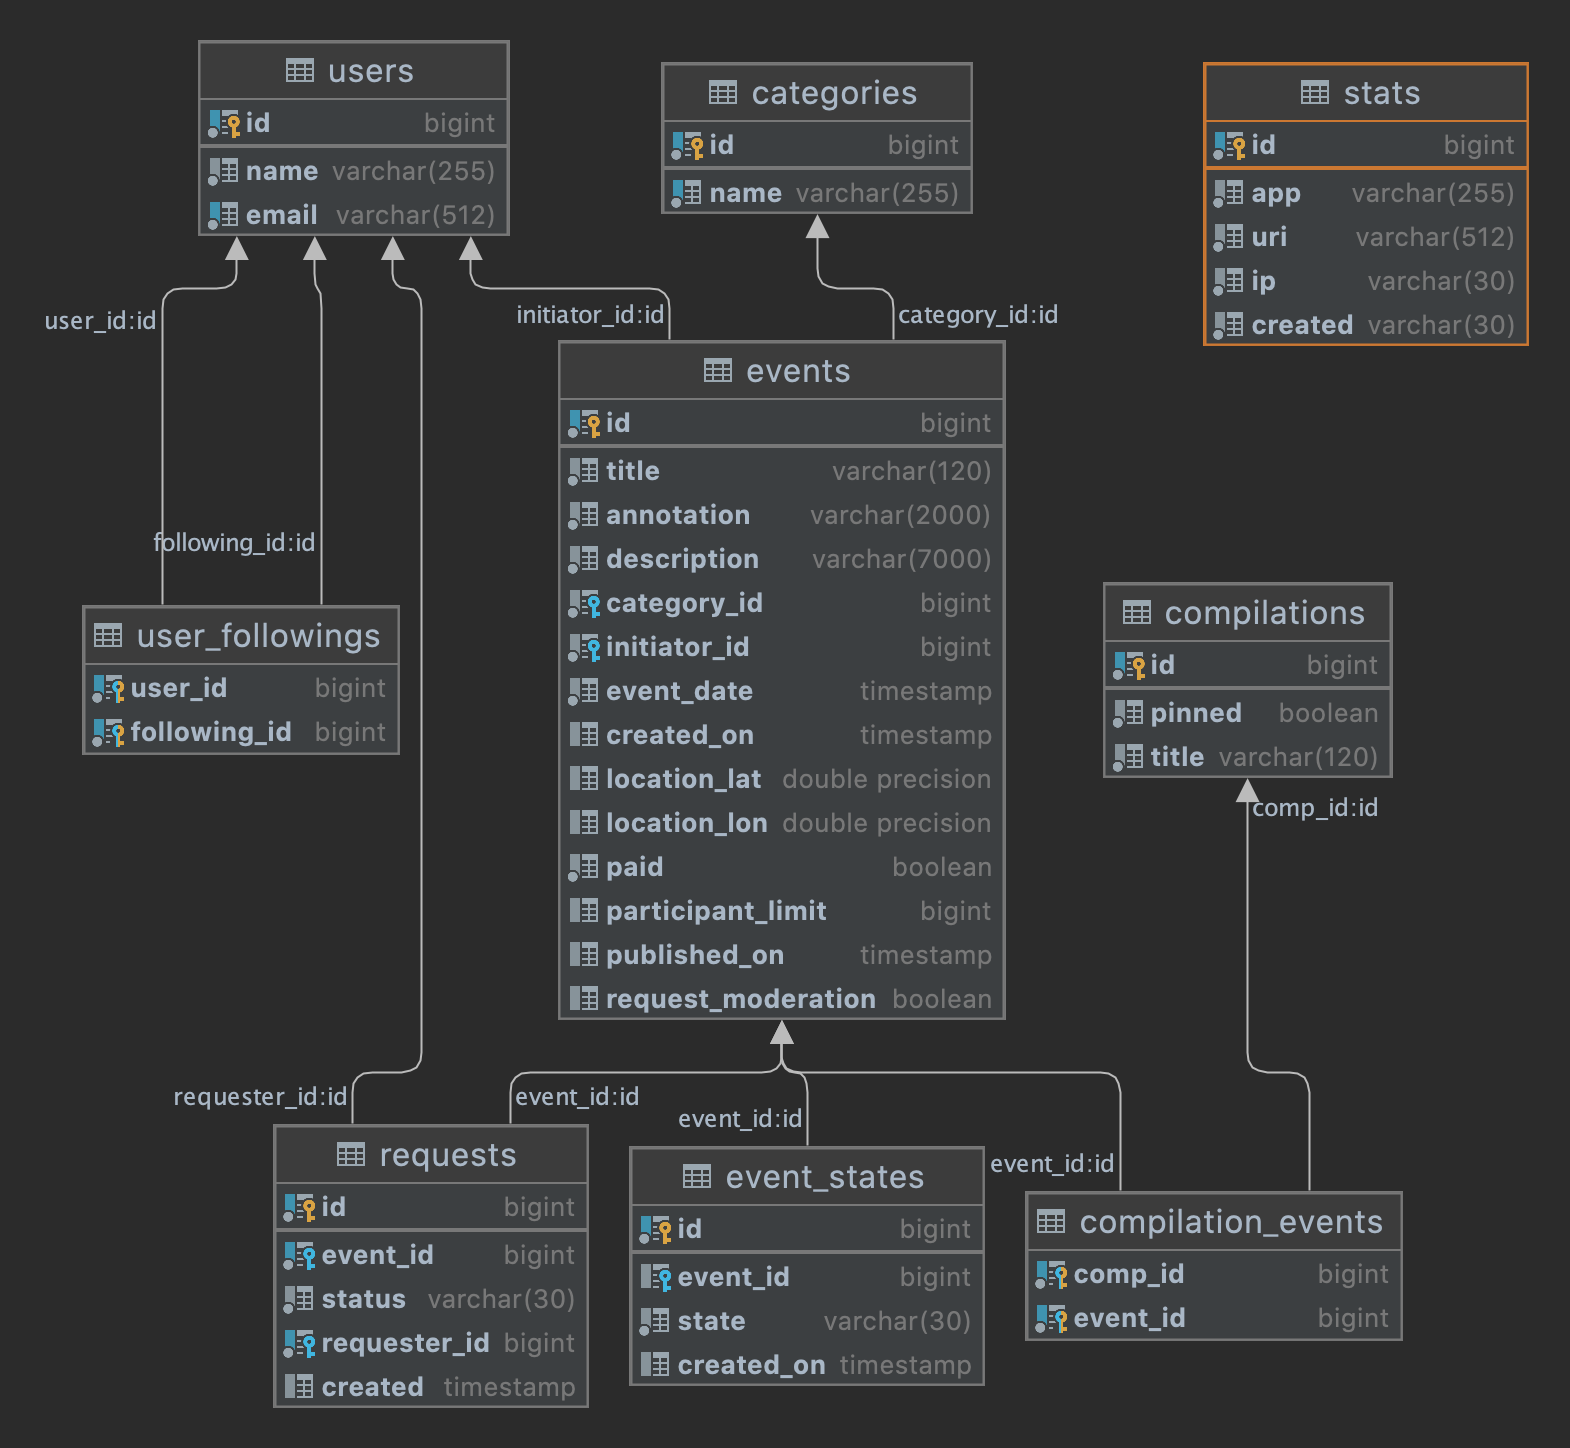 users
id bigint
name varchar(255)
email varchar(512)
categories
id bigint
name varchar(255)
stats
id bigint
app varchar(255)
uri varchar(512)
ip varchar(30)
created varchar(30)
user_id:id
initiator_id:id
category_id:id
following_id:id
events
id bigint
title varchar(120)
annotation varchar(2000)
description varchar(7000)
category_id bigint
initiator_id bigint
event_date timestamp
created_on timestamp
location_lat double precision
location_lon double precision
paid boolean
participant_limit bigint
published_on timestamp
request_moderation boolean
user_followings
user_id bigint
following_id bigint
compilations
id bigint
pinned boolean
title varchar(120)
comp_id:id
requester_id:id
event_id:id
event_id:id
event_id:id
requests
id bigint
event_id bigint
status varchar(30)
requester_id bigint
created timestamp
event_states
id bigint
event_id bigint
state varchar(30)
created_on timestamp
compilation_events
comp_id bigint
event_id bigint